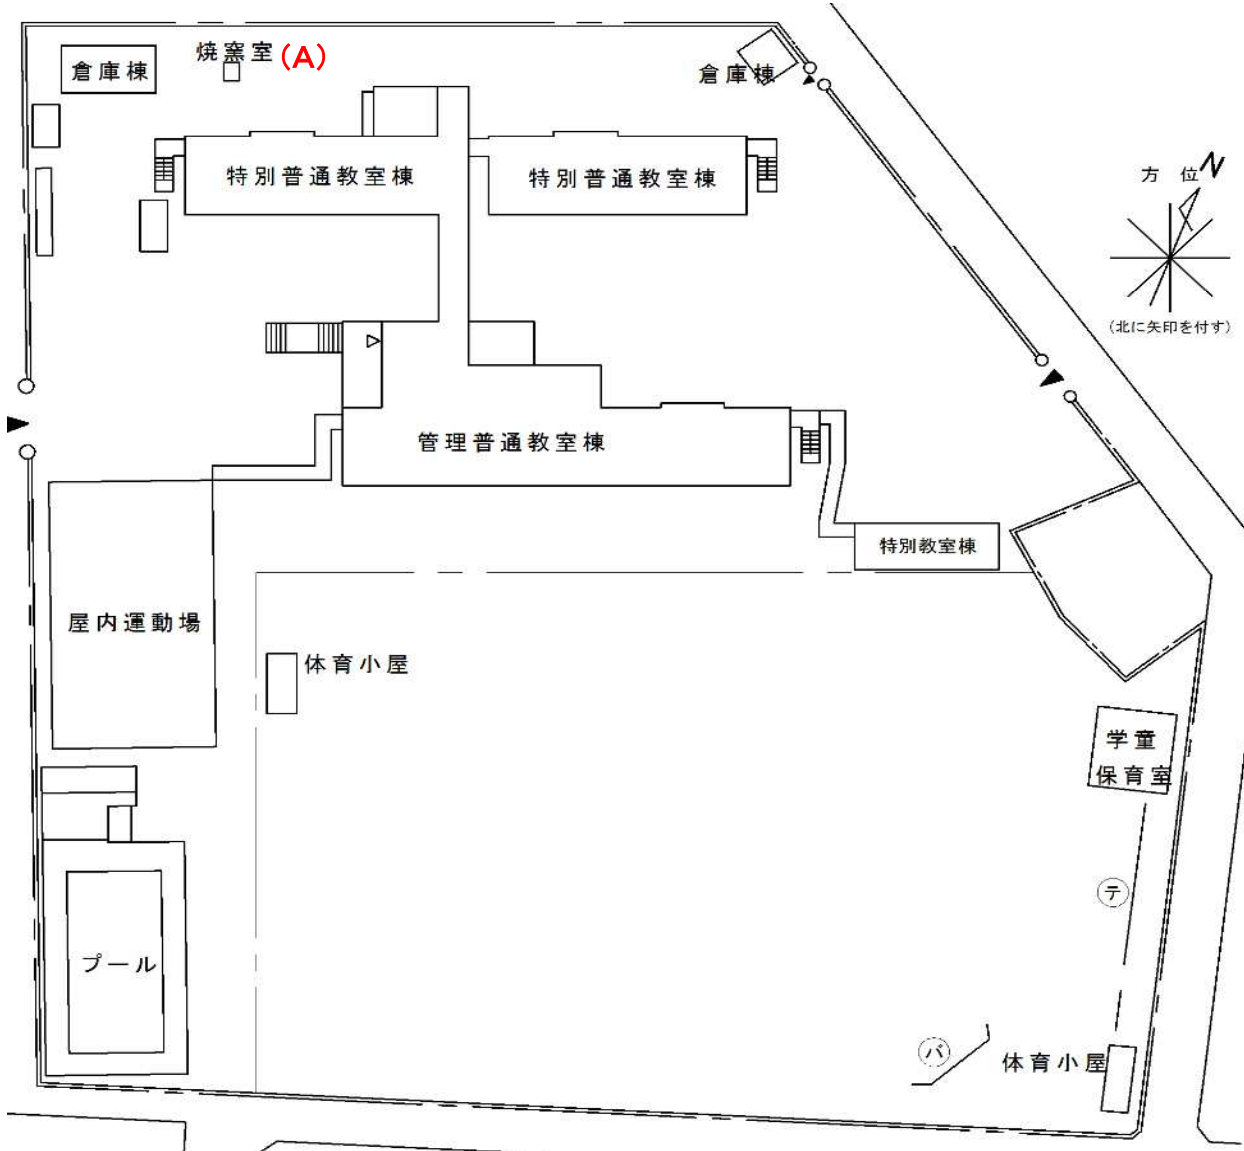 焼窯室 (A)
倉庫棟
倉庫棟
特別普通教室棟
特別普通教室棟
方位 N
(北に矢印を付す)
管理普通教室棟
特別教室棟
屋内運動場
体育小屋
学童
保育室
テ
プール
バ
体育小屋